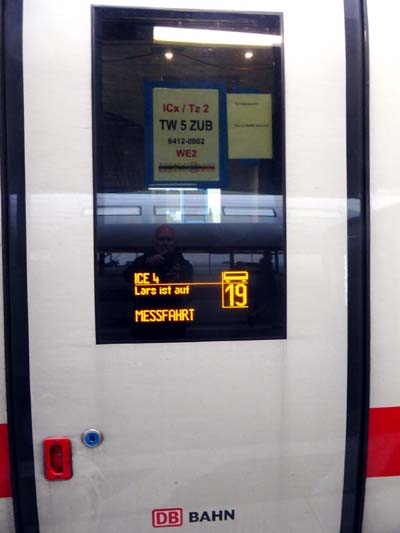 ICx / Tz 2
TW 5 ZUB
6412-0002
WE2
ICE 4
Lars ist auf
19
MESSFAHRT
DB BAHN